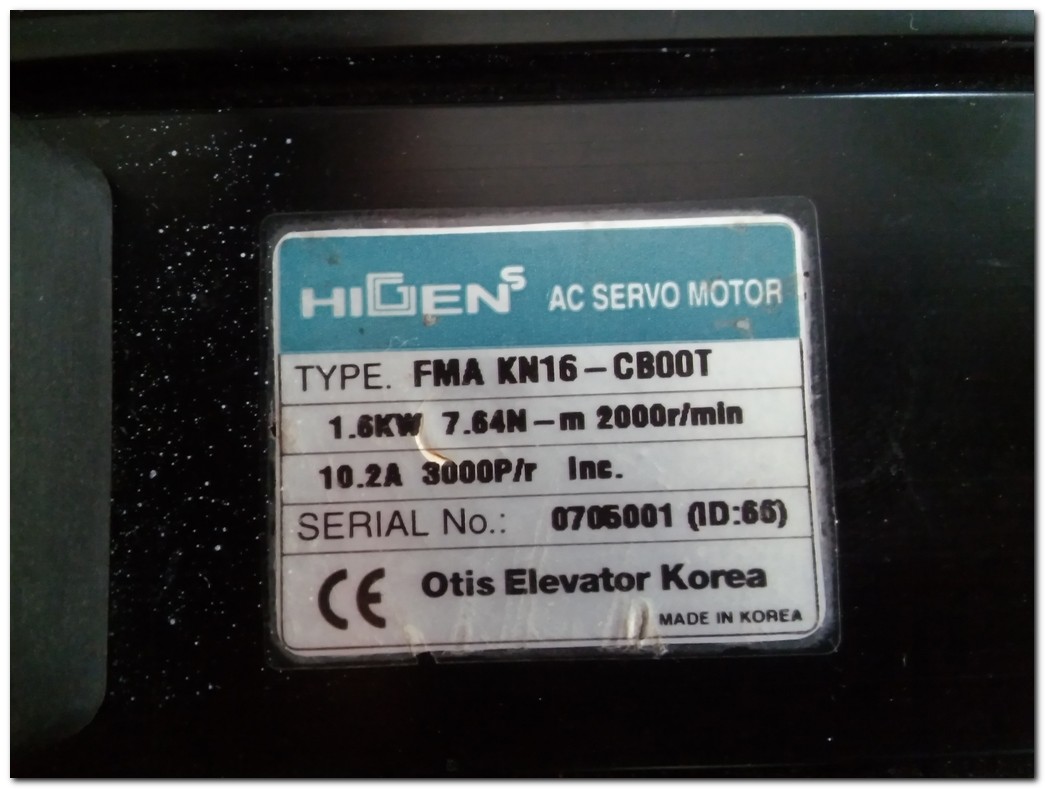 HIGENS AC SERVO MOTOR
TYPE. FMA KN16-CB00T
1.6KW 7.64N-m 2000r/min
10.2A 3000P/r Inc.
SERIAL No.: 0705001 (ID:66)
CE Otis Elevator Korea
MADE IN KOREA